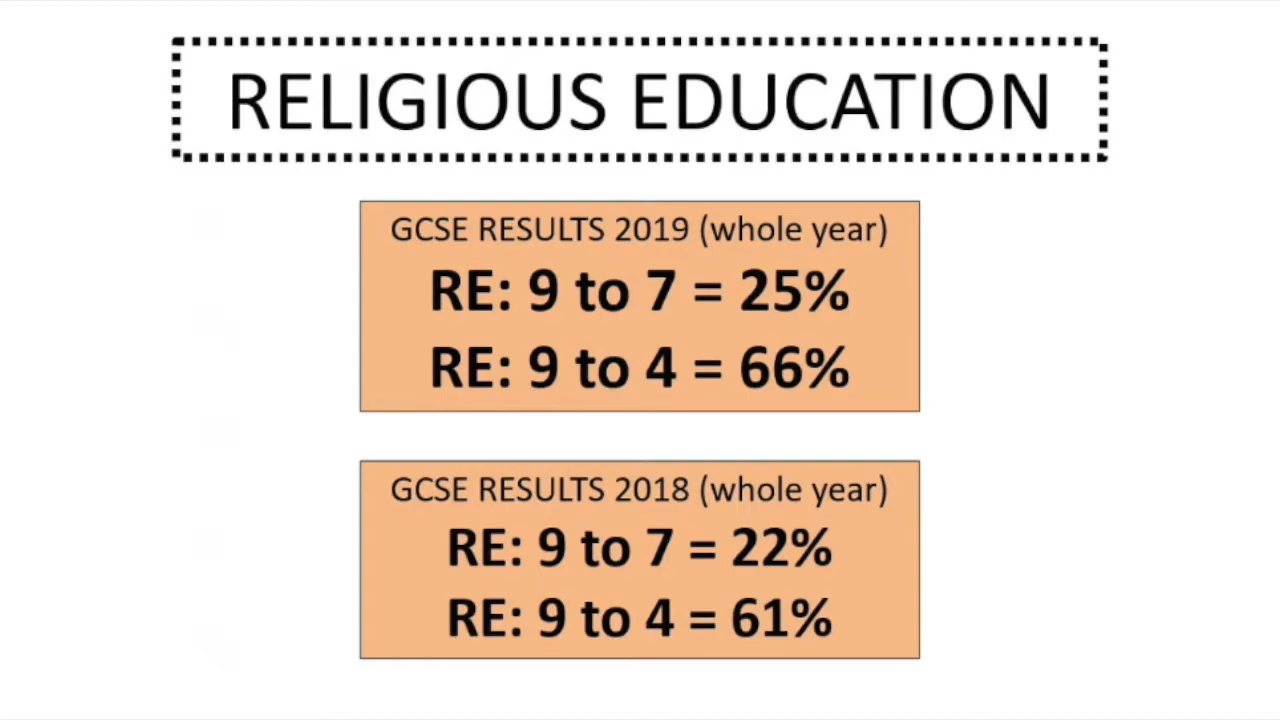 RELIGIOUS EDUCATION
GCSE RESULTS 2019 (whole year)
RE: 9 to 7 = 25%
RE: 9 to 4 = 66%
GCSE RESULTS 2018 (whole year)
RE: 9 to 7 = 22%
RE: 9 to 4 = 61%